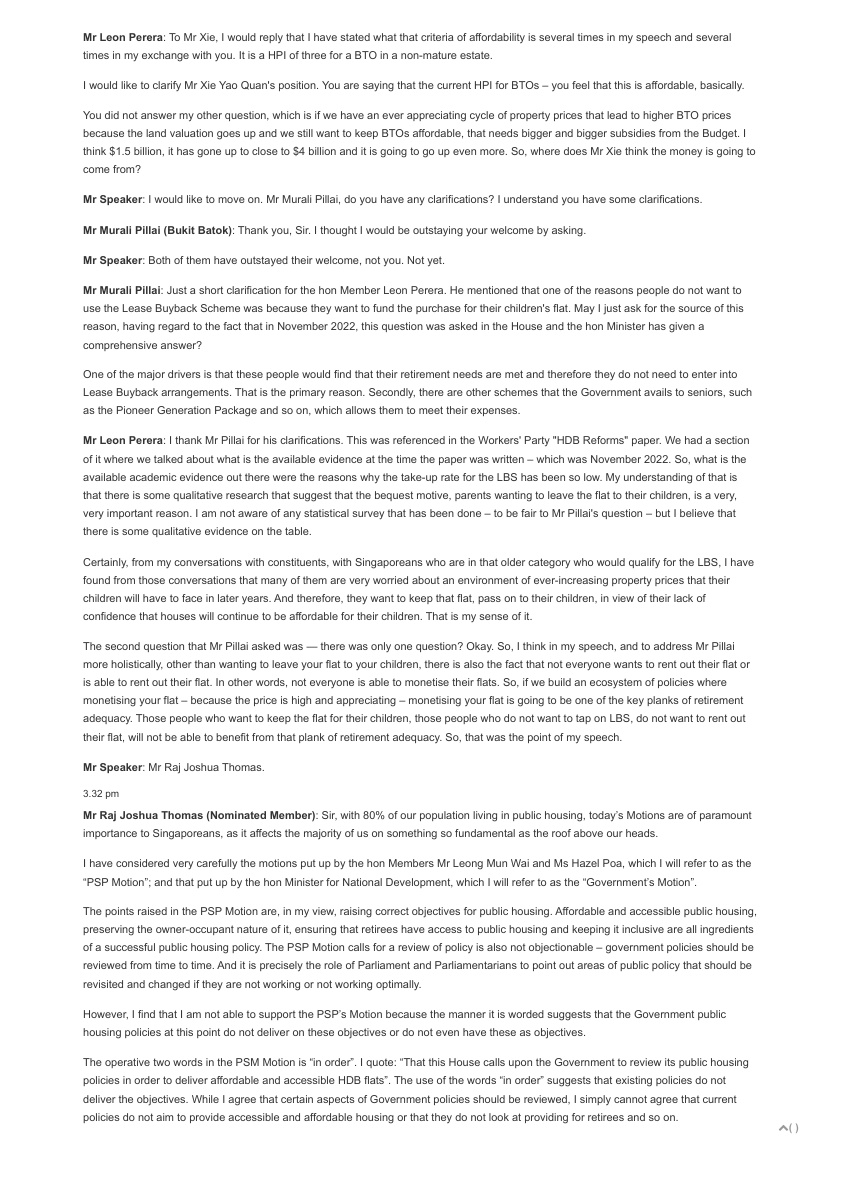 Mr Leon Perera: To Mr Xie, I would reply that I have stated what that criteria of affordability is several times in my speech and several
times in my exchange with you. It is a HPI of three for a BTO in a non-mature estate.
I would like to clarify Mr Xie Yao Quan's position. You are saying that the current HPI for BTOs – you feel that this is affordable, basically.
You did not answer my other question, which is if we have an ever appreciating cycle of property prices that lead to higher BTO prices
because the land valuation goes up and we still want to keep BTOs affordable, that needs bigger and bigger subsidies from the Budget. I
think $1.5 billion, it has gone up to close to $4 billion and it is going to go up even more. So, where does Mr Xie think the money is going to
come from?
Mr Speaker: I would like to move on. Mr Murali Pillai, do you have any clarifications? I understand you have some clarifications.
Mr Murali Pillai (Bukit Batok): Thank you, Sir. I thought I would be outstaying your welcome by asking.
Mr Speaker: Both of them have outstayed their welcome, not you. Not yet.
Mr Murali Pillai: Just a short clarification for the hon Member Leon Perera. He mentioned that one of the reasons people do not want to
use the Lease Buyback Scheme was because they want to fund the purchase for their children's flat. May I just ask for the source of this
reason, having regard to the fact that in November 2022, this question was asked in the House and the hon Minister has given a
comprehensive answer?
One of the major drivers is that these people would find that their retirement needs are met and therefore they do not need to enter into
Lease Buyback arrangements. That is the primary reason. Secondly, there are other schemes that the Government avails to seniors, such
as the Pioneer Generation Package and so on, which allows them to meet their expenses.
Mr Leon Perera: I thank Mr Pillai for his clarifications. This was referenced in the Workers' Party "HDB Reforms" paper. We had a section
of it where we talked about what is the available evidence at the time the paper was written – which was November 2022. So, what is the
available academic evidence out there were the reasons why the take-up rate for the LBS has been so low. My understanding of that is
that there is some qualitative research that suggest that the bequest motive, parents wanting to leave the flat to their children, is a very,
very important reason. I am not aware of any statistical survey that has been done – to be fair to Mr Pillai's question – but I believe that
there is some qualitative evidence on the table.
Certainly, from my conversations with constituents, with Singaporeans who are in that older category who would qualify for the LBS, I have
found from those conversations that many of them are very worried about an environment of ever-increasing property prices that their
children will have to face in later years. And therefore, they want to keep that flat, pass on to their children, in view of their lack of
confidence that houses will continue to be affordable for their children. That is my sense of it.
The second question that Mr Pillai asked was — there was only one question? Okay. So, I think in my speech, and to address Mr Pillai
more holistically, other than wanting to leave your flat to your children, there is also the fact that not everyone wants to rent out their flat or
is able to rent out their flat. In other words, not everyone is able to monetise their flats. So, if we build an ecosystem of policies where
monetising your flat – because the price is high and appreciating – monetising your flat is going to be one of the key planks of retirement
adequacy. Those people who want to keep the flat for their children, those people who do not want to tap on LBS, do not want to rent out
their flat, will not be able to benefit from that plank of retirement adequacy. So, that was the point of my speech.
Mr Speaker: Mr Raj Joshua Thomas.
3.32 pm
Mr Raj Joshua Thomas (Nominated Member): Sir, with 80% of our population living in public housing, today’s Motions are of paramount
importance to Singaporeans, as it affects the majority of us on something so fundamental as the roof above our heads.
I have considered very carefully the motions put up by the hon Members Mr Leong Mun Wai and Ms Hazel Poa, which I will refer to as the
“PSP Motion”; and that put up by the hon Minister for National Development, which I will refer to as the “Government’s Motion”.
The points raised in the PSP Motion are, in my view, raising correct objectives for public housing. Affordable and accessible public housing,
preserving the owner-occupant nature of it, ensuring that retirees have access to public housing and keeping it inclusive are all ingredients
of a successful public housing policy. The PSP Motion calls for a review of policy is also not objectionable – government policies should be
reviewed from time to time. And it is precisely the role of Parliament and Parliamentarians to point out areas of public policy that should be
revisited and changed if they are not working or not working optimally.
However, I find that I am not able to support the PSP’s Motion because the manner it is worded suggests that the Government public
housing policies at this point do not deliver on these objectives or do not even have these as objectives.
The operative two words in the PSM Motion is “in order”. I quote: “That this House calls upon the Government to review its public housing
policies in order to deliver affordable and accessible HDB flats”. The use of the words “in order” suggests that existing policies do not
deliver the objectives. While I agree that certain aspects of Government policies should be reviewed, I simply cannot agree that current
policies do not aim to provide accessible and affordable housing or that they do not look at providing for retirees and so on.
( )